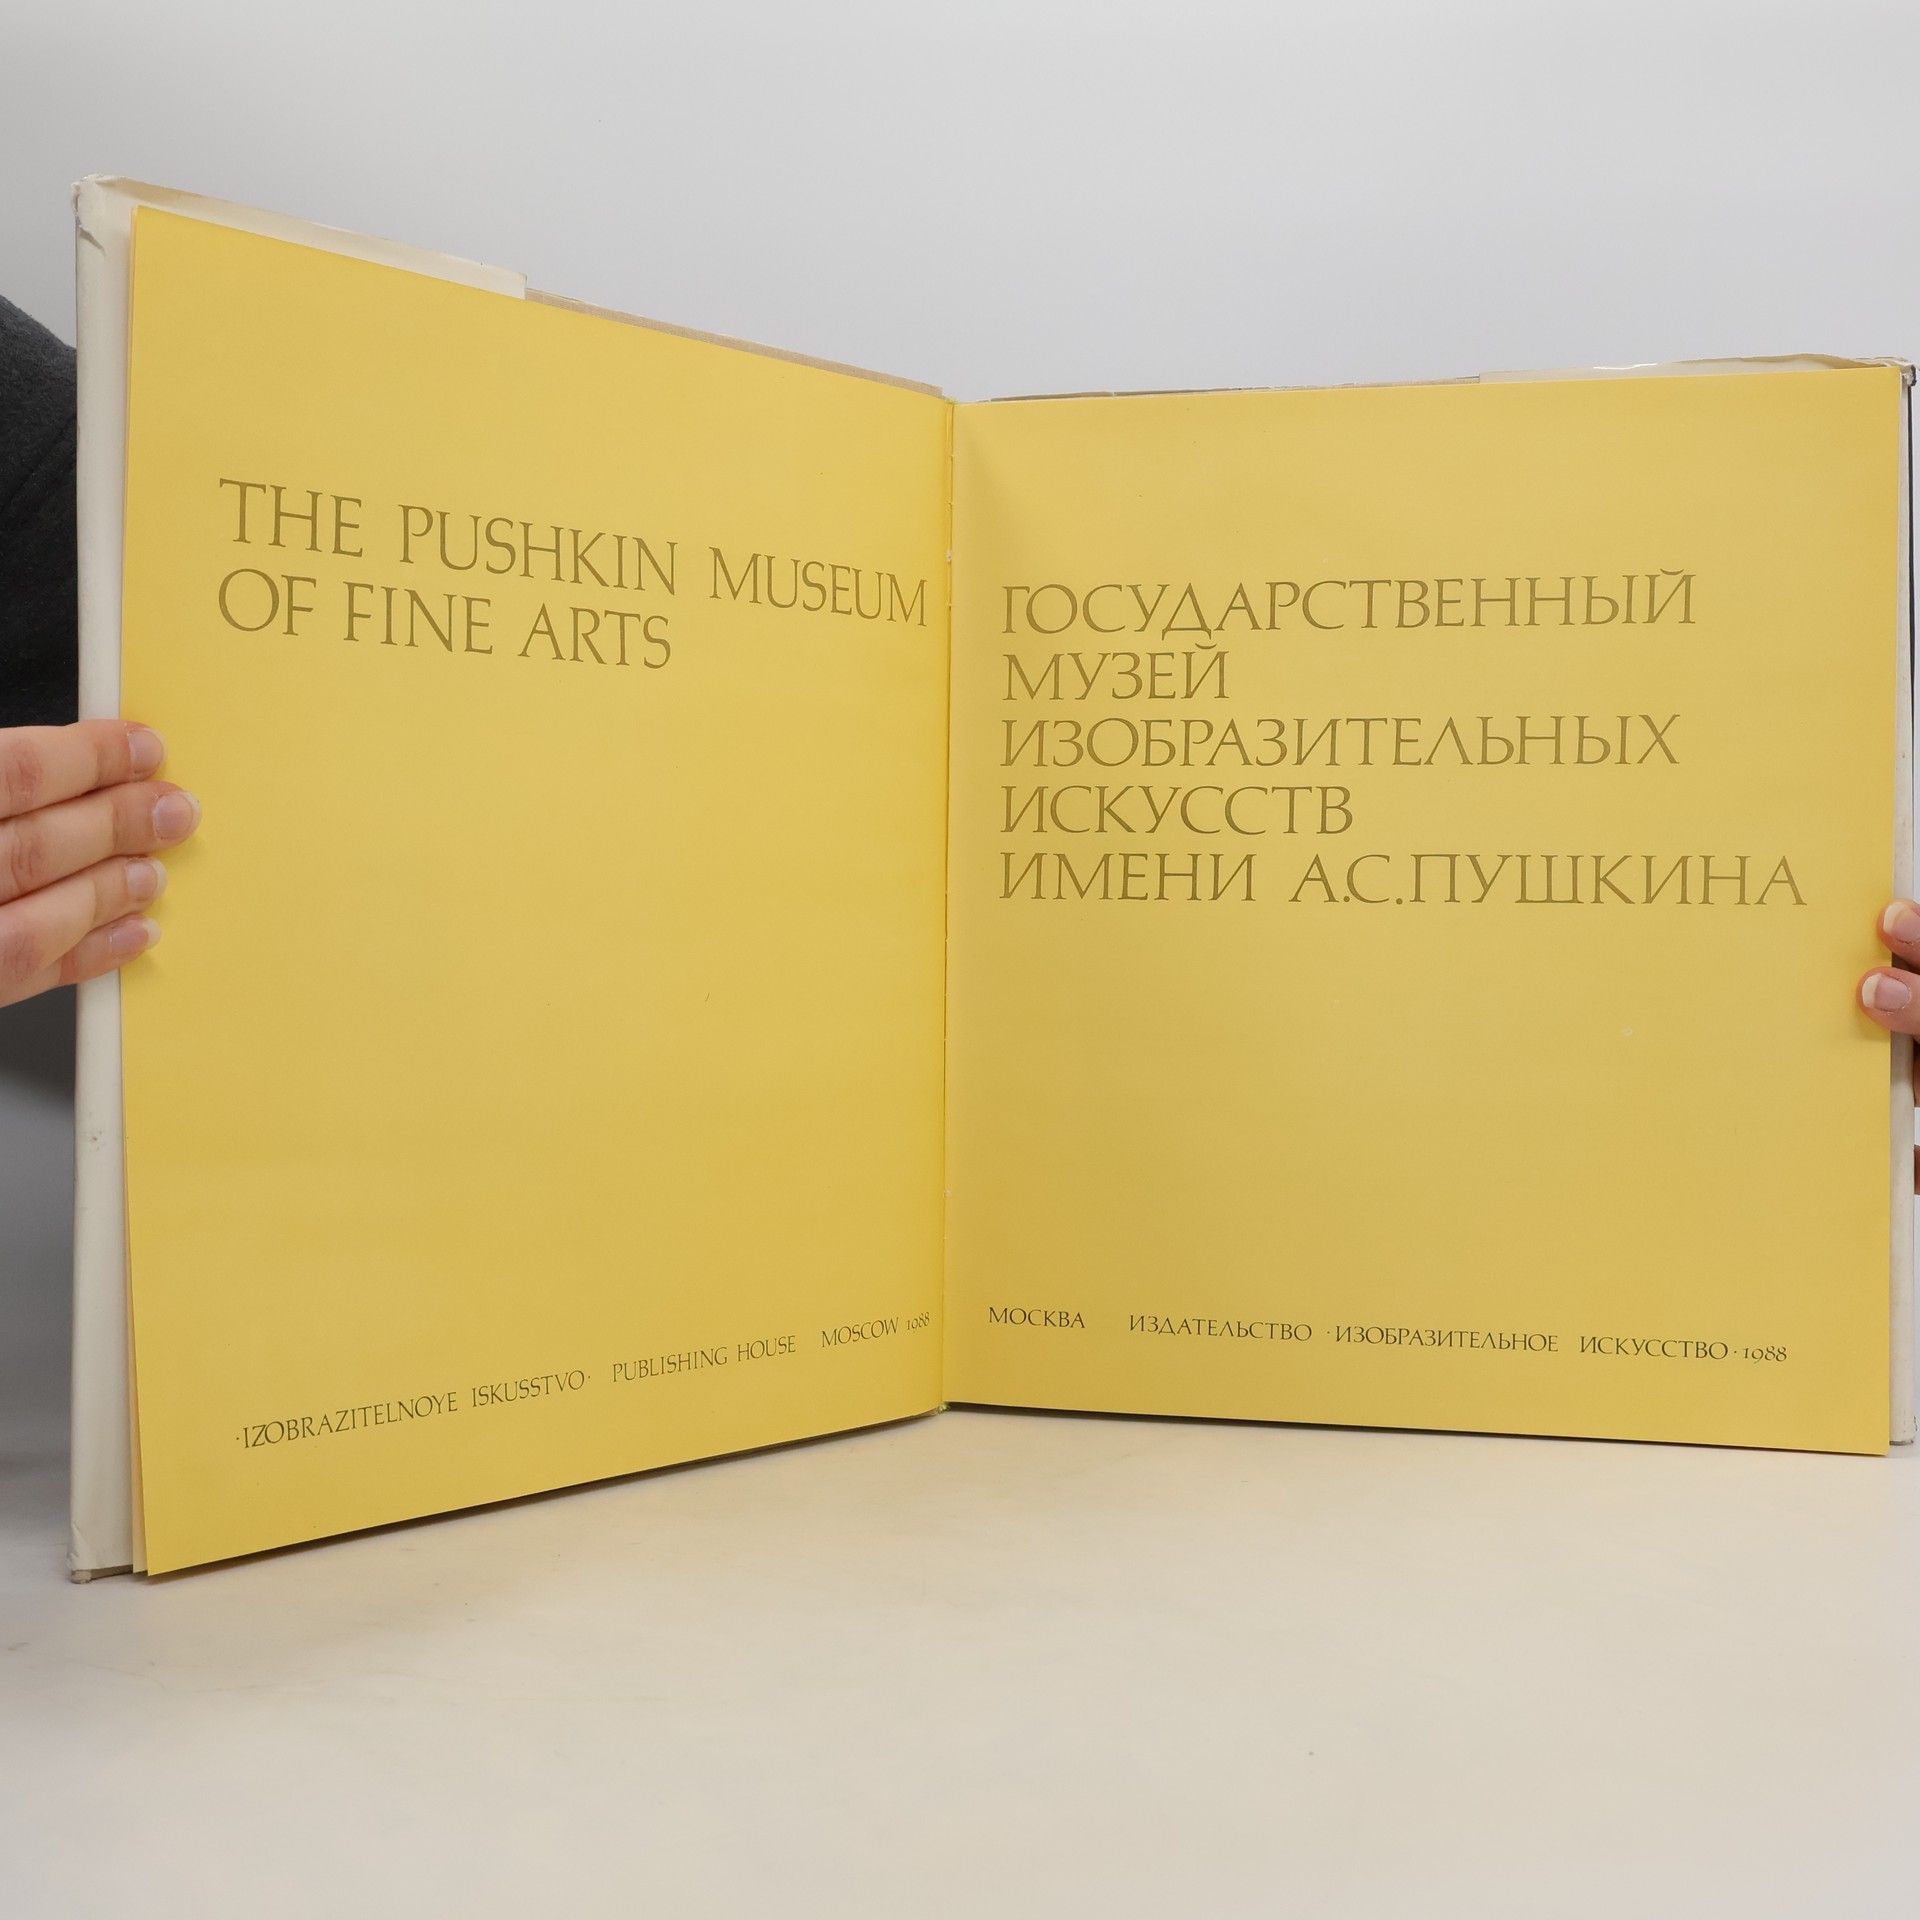 THE PUSHKIN MUSEUM
OF FINE ARTS
·IZOBRAZITELNOYE ISKUSSTVO· PUBLISHING HOUSE MOSCOW 1988
ГОСУДАРСТВЕННЫЙ
МУЗЕЙ
ИЗОБРАЗИТЕЛЬНЫХ
ИСКУССТВ
ИМЕНИ А.С.ПУШКИНА
МОСКВА ИЗДАТЕЛЬСТВО ·ИЗОБРАЗИТЕЛЬНОЕ ИСКУССТВО· 1988